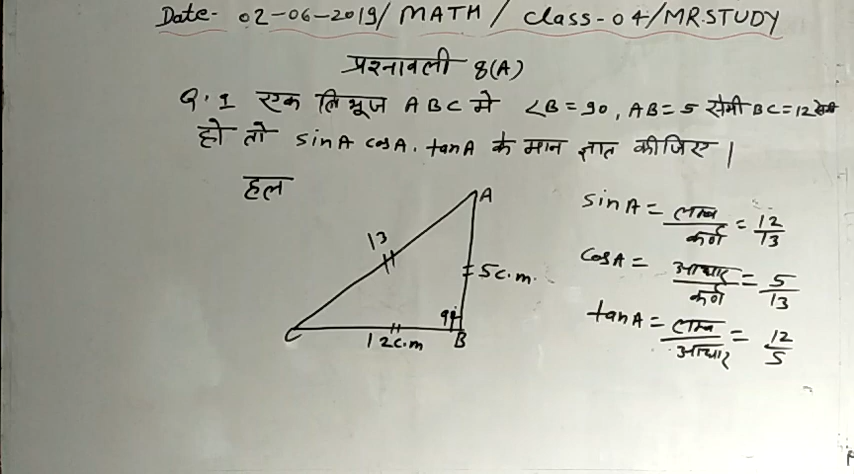 Date- 02-06-2019/ MATH/ Class-04/MR.STUDY
प्रश्नावली 8(A)
Q.1 एक त्रिभूज ABC मे ∠B=90, AB=5 सेमी BC=12
हो तो sinA cosA. tanA के मान ज्ञात कीजिए।
हल
A
13
5c.m.
90
C
12c.m
B
sinA = लम्ब/कर्ण = 12/13
cosA = आधार/कर्ण = 5/13
tanA = लम्ब/आधार = 12/5